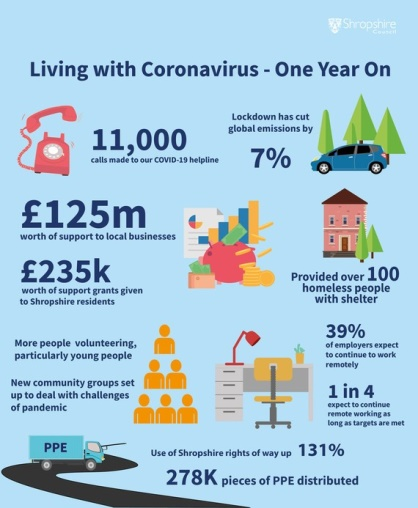 Shropshire
Council
Living with Coronavirus - One Year On
11,000
calls made to our COVID-19 helpline
Lockdown has cut
global emissions by
7%
£125m
worth of support to local businesses
£235k
worth of support grants given
to Shropshire residents
Provided over 100
homeless people
with shelter
More people volunteering,
particularly young people
New community groups set
up to deal with challenges
of pandemic
39%
of employers expect
to continue to work
remotely
1 in 4
expect to continue
remote working as
long as targets are met
PPE
Use of Shropshire rights of way up 131%
278K pieces of PPE distributed